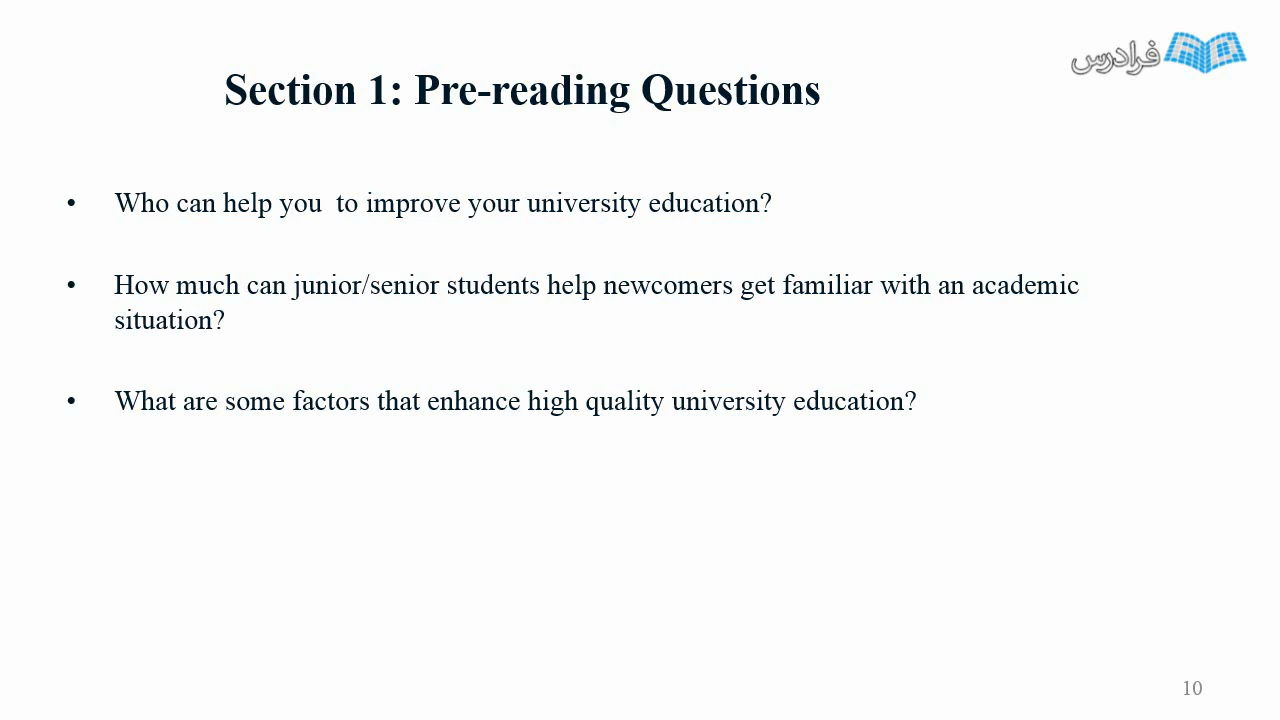 فرادرس
Section 1: Pre-reading Questions
• Who can help you  to improve your university education?
• How much can junior/senior students help newcomers get familiar with an academic
situation?
• What are some factors that enhance high quality university education?
10